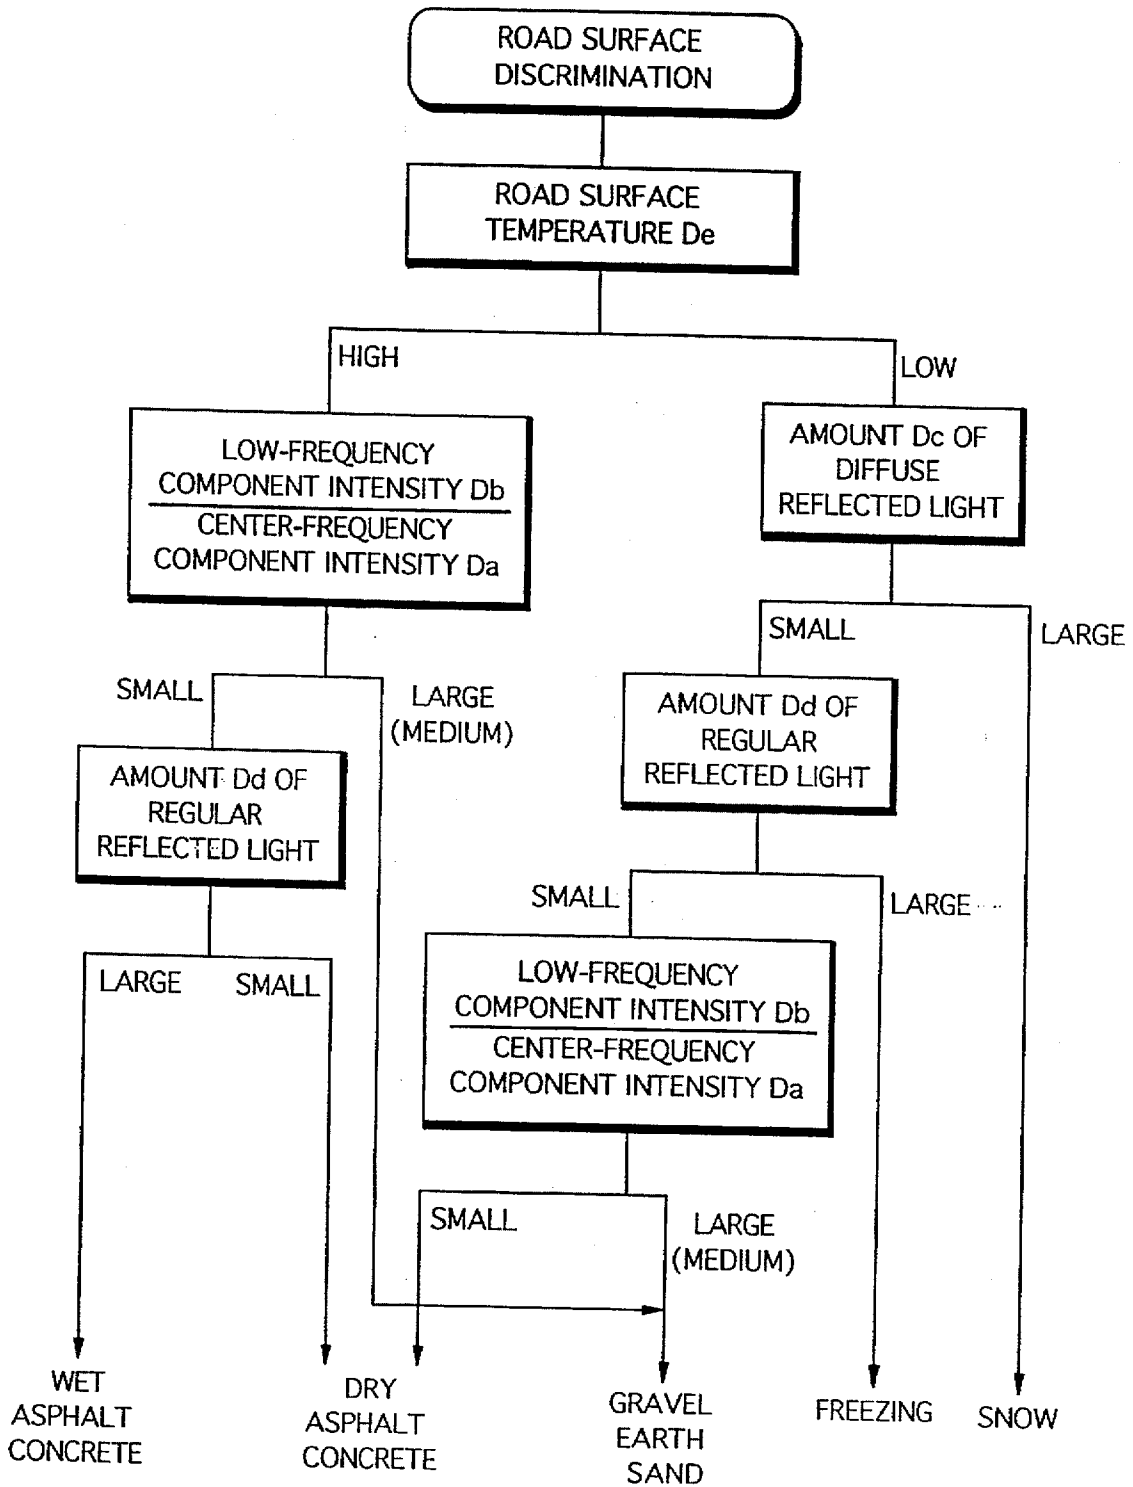 ROAD SURFACE
DISCRIMINATION
ROAD SURFACE
TEMPERATURE De
HIGH
LOW
LOW-FREQUENCY
COMPONENT INTENSITY Db
CENTER-FREQUENCY
COMPONENT INTENSITY Da
AMOUNT Dc OF
DIFFUSE
REFLECTED LIGHT
SMALL
LARGE
SMALL
LARGE
(MEDIUM)
AMOUNT Dd OF
REGULAR
REFLECTED LIGHT
AMOUNT Dd OF
REGULAR
REFLECTED LIGHT
SMALL
LARGE
LARGE
SMALL
LOW-FREQUENCY
COMPONENT INTENSITY Db
CENTER-FREQUENCY
COMPONENT INTENSITY Da
SMALL
LARGE
(MEDIUM)
WET
ASPHALT
CONCRETE
DRY
ASPHALT
CONCRETE
GRAVEL
EARTH
SAND
FREEZING
SNOW